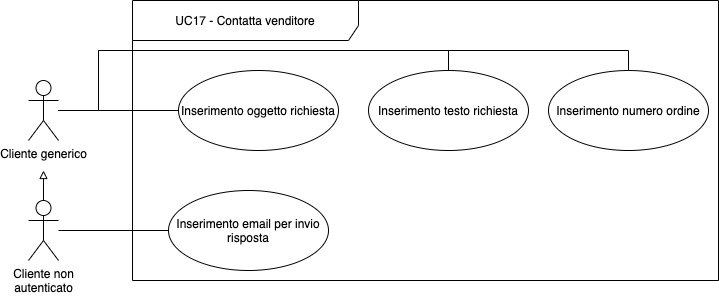 UC17 - Contatta venditore
Inserimento oggetto richiesta
Inserimento testo richiesta
Inserimento numero ordine
Cliente generico
Inserimento email per invio
risposta
Cliente non
autenticato